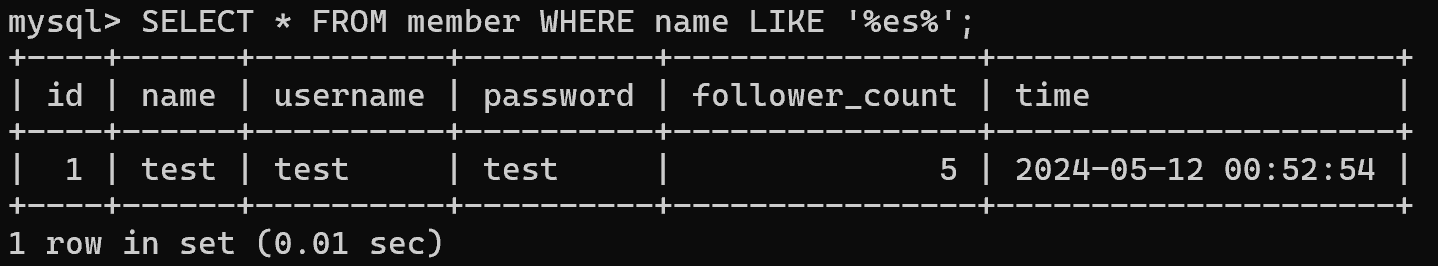 mysql> SELECT * FROM member WHERE name LIKE '%es%';
+----+------+----------+----------+----------------+---------------------+
| id | name | username | password | follower_count | time                |
+----+------+----------+----------+----------------+---------------------+
|  1 | test | test     | test     |              5 | 2024-05-12 00:52:54 |
+----+------+----------+----------+----------------+---------------------+
1 row in set (0.01 sec)